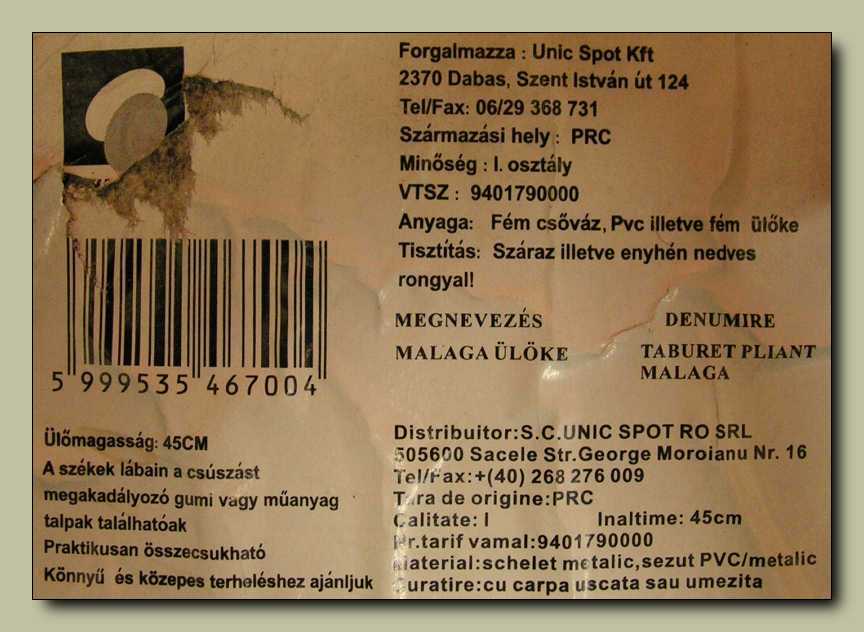 Forgalmazza : Unic Spot Kft
2370 Dabas, Szent István út 124
Tel/Fax: 06/29 368 731
Származási hely : PRC
Minőség : I. osztály
VTSZ : 9401790000
Anyaga: Fém csőváz, Pvc illetve fém ülőke
Tisztítás: Száraz illetve enyhén nedves
rongyal!
MEGNEVEZÉS DENUMIRE
MALAGA ÜLÖKE TABURET PLIANT
MALAGA
5 999535 467004
Ülőmagasság: 45CM
A székek lábain a csúszást
megakadályozó gumi vagy műanyag
talpak találhatóak
Praktikusan összecsukható
Könnyű és közepes terheléshez ajánljuk
Distribuitor:S.C.UNIC SPOT RO SRL
505600 Sacele Str.George Moroianu Nr. 16
Tel/Fax:+(40) 268 276 009
Tara de origine:PRC
Calitate: I Inaltime: 45cm
Nr.tarif vamal:9401790000
Material:schelet metalic,sezut PVC/metalic
Curatire:cu carpa uscata sau umezita